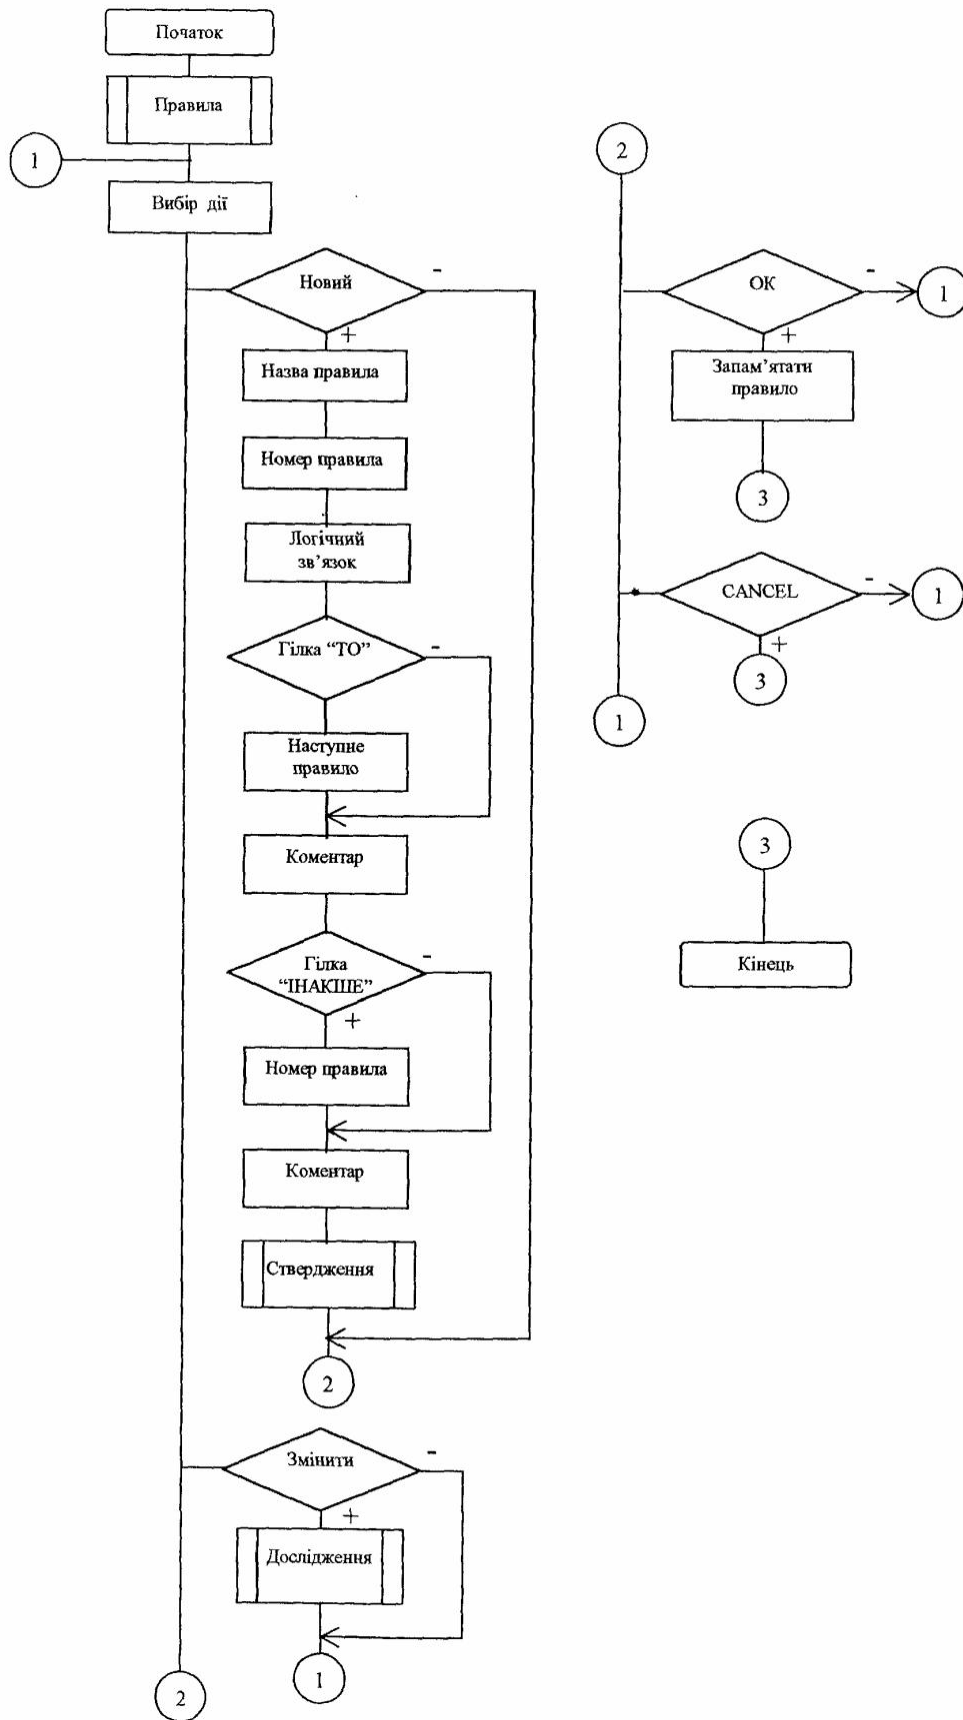 Початок
Правила
1
Вибір дії
Новий
-
+
Назва правила
Номер правила
Логічний
зв’язок
Гілка “ТО”
-
Наступне
правило
Коментар
Гілка
“ІНАКШЕ”
-
+
Номер правила
Коментар
Ствердження
2
Змінити
-
+
Дослідження
1
2
2
ОК
-
1
+
Запам’ятати
правило
3
CANCEL
-
1
+
3
1
3
Кінець